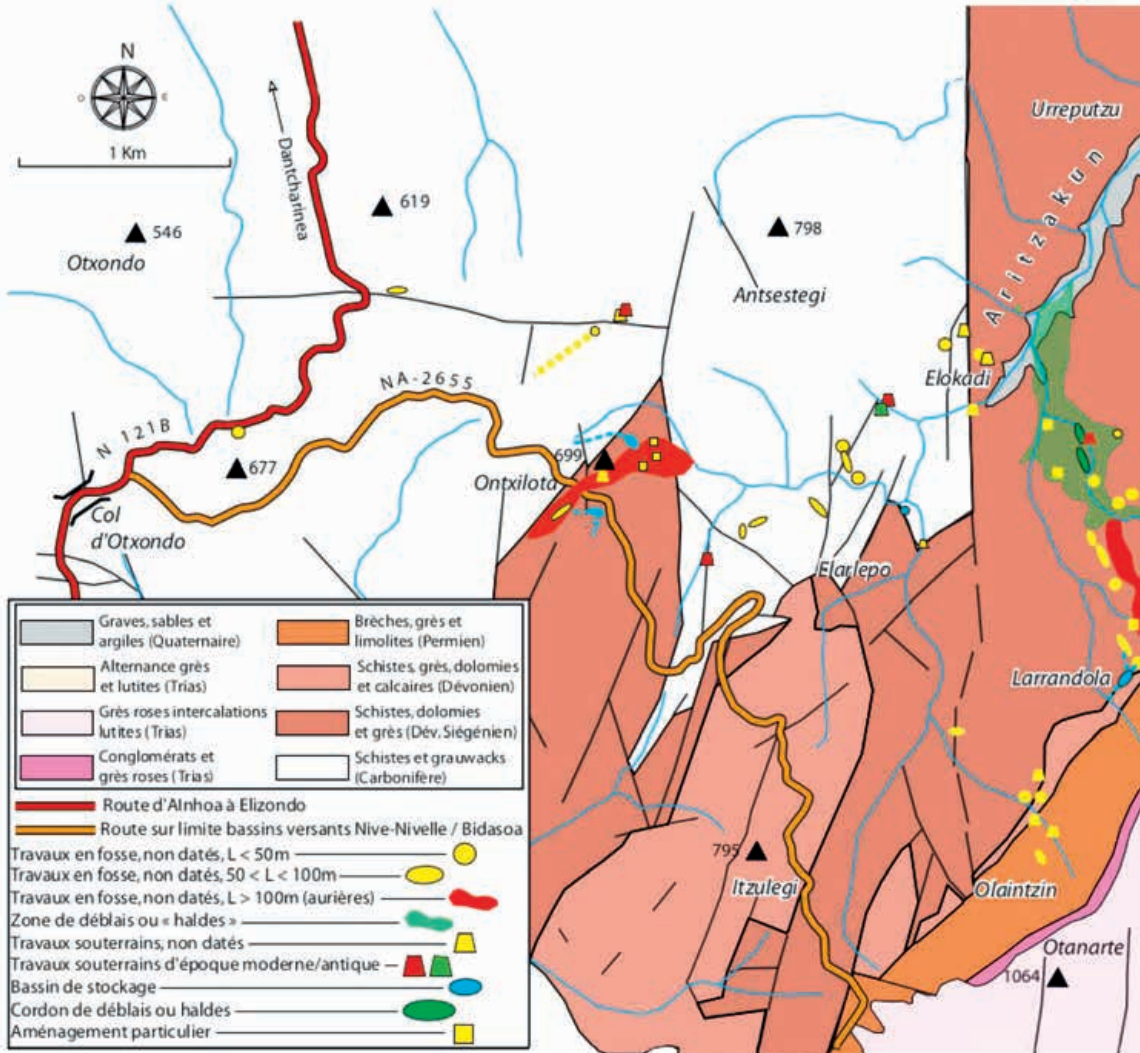 N
O
E
1 Km
Dantcharinea
619
546
Otxondo
798
Antsestegi
Urreputzu
Aritzakun
Elokadi
NA-2655
N 121B
677
699
Ontxilota
Col
d'Otxondo
Elarlepo
Larrandola
795
Itzulegi
Olaintzin
Otanarte
1064
Graves, sables et
argiles (Quaternaire)
Alternance grès
et lutites (Trias)
Grès roses intercalations
lutites (Trias)
Conglomérats et
grès roses (Trias)
Brèches, grès et
limolites (Permien)
Schistes, grès, dolomies
et calcaires (Dévonien)
Schistes, dolomies
et grès (Dév. Siégénien)
Schistes et grauwacks
(Carbonifère)
Route d'Aînhoa à Elizondo
Route sur limite bassins versants Nive-Nivelle / Bidasoa
Travaux en fosse, non datés, L < 50m
Travaux en fosse, non datés, 50 < L < 100m
Travaux en fosse, non datés, L > 100m (aurières)
Zone de déblais ou « haldes »
Travaux souterrains, non datés
Travaux souterrains d'époque moderne/antique
Bassin de stockage
Cordon de déblais ou haldes
Aménagement particulier